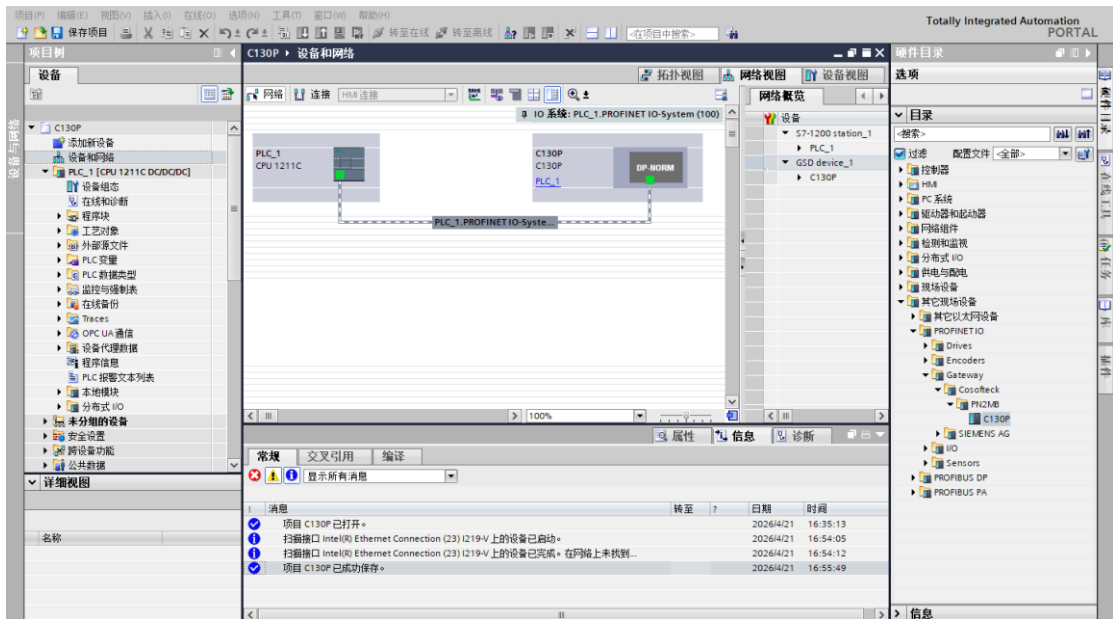 项目(P) 编辑(E) 视图(V) 插入(I) 在线(O) 选项(N) 工具(T) 窗口(W) 帮助(H)
Totally Integrated Automation
PORTAL
保存项目 转至在线 转至离线 <在项目中搜索>
项目树
设备
C130P
添加新设备
设备和网络
PLC_1 [CPU 1211C DC/DC/DC]
设备组态
在线和诊断
程序块
工艺对象
外部源文件
PLC 变量
PLC 数据类型
监控与强制表
在线备份
Traces
OPC UA 通信
设备代理数据
程序信息
PLC 报警文本列表
本地模块
分布式 I/O
未分组的设备
安全设置
跨设备功能
公共数据
详细视图
名称
设备与网络
C130P ▸ 设备和网络
拓扑视图 网络视图 设备视图
网络 连接 HMI 连接
IO 系统: PLC_1.PROFINET IO-System (100)
PLC_1
CPU 1211C
C130P
C130P
PLC_1
DP-NORM
PLC_1.PROFINET IO-Syste...
100%
网络概览
设备
S7-1200 station_1
PLC_1
GSD device_1
C130P
属性 信息 诊断
常规 交叉引用 编译
显示所有消息
! 消息 转至 ? 日期 时间
项目 C130P 已打开。 2026/4/21 16:35:13
扫描接口 Intel(R) Ethernet Connection (23) I219-V 上的设备已启动。 2026/4/21 16:54:05
扫描接口 Intel(R) Ethernet Connection (23) I219-V 上的设备已完成。在网络上未找到... 2026/4/21 16:54:12
项目 C130P 已成功保存。 2026/4/21 16:55:49
硬件目录
选项
目录
<搜索>
过滤 配置文件 <全部>
控制器
HMI
PC 系统
驱动器和起动器
网络组件
检测和监视
分布式 I/O
供电与配电
现场设备
其它现场设备
其它以太网设备
PROFINET IO
Drives
Encoders
Gateway
Cosofteck
PN2MB
C130P
SIEMENS AG
I/O
Sensors
PROFIBUS DP
PROFIBUS PA
信息
硬件目录
在线工具
任务
库
插件